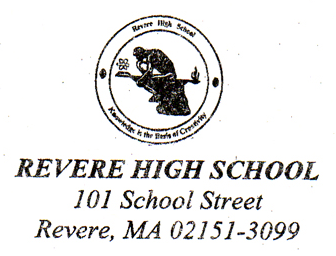 Revere High School
Knowledge is the Basis of Creativity
REVERE HIGH SCHOOL
101 School Street
Revere, MA 02151-3099